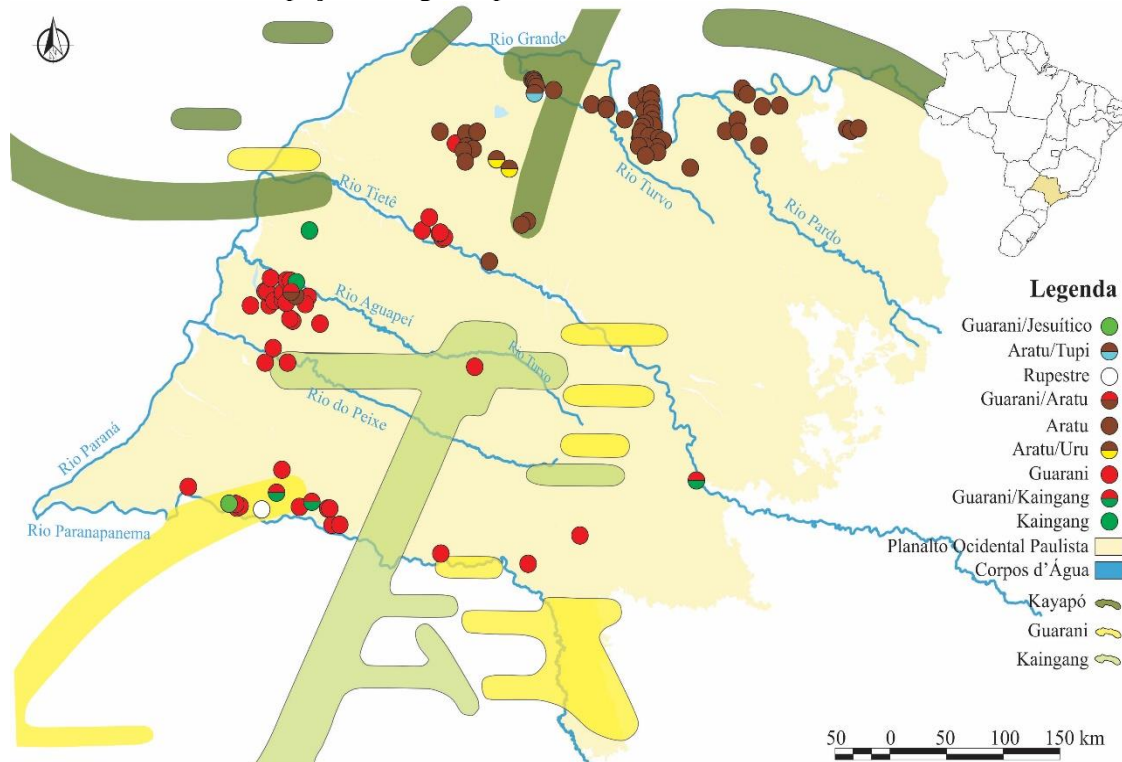 Rio Grande
Rio Tietê
Rio Turvo
Rio Pardo
Rio Aguapeí
Rio Turvo
Rio do Peixe
Rio Paraná
Rio Paranapanema
Legenda
Guarani/Jesuítico
Aratu/Tupi
Rupestre
Guarani/Aratu
Aratu
Aratu/Uru
Guarani
Guarani/Kaingang
Kaingang
Planalto Ocidental Paulista
Corpos d'Água
Kayapó
Guarani
Kaingang
50 0 50 100 150 km